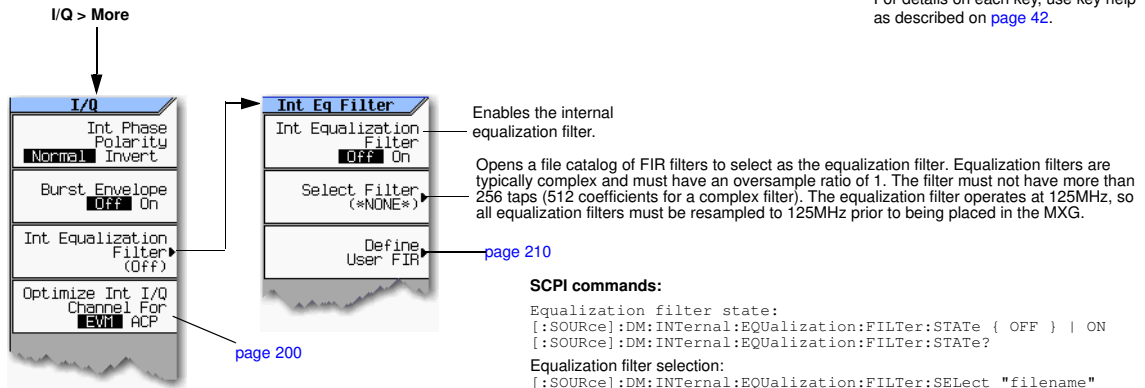 For details on each key, use key help
as described on page 42.
I/Q > More
I/Q
Int Phase
Polarity
Normal Invert
Burst Envelope
Off On
Int Equalization
Filter
(Off)
Optimize Int I/Q
Channel For
EVM ACP
page 200
Int Eq Filter
Int Equalization
Filter
Off On
Select Filter
(*NONE*)
Define
User FIR
Enables the internal
equalization filter.
Opens a file catalog of FIR filters to select as the equalization filter. Equalization filters are
typically complex and must have an oversample ratio of 1. The filter must not have more than
256 taps (512 coefficients for a complex filter). The equalization filter operates at 125MHz, so
all equalization filters must be resampled to 125MHz prior to being placed in the MXG.
page 210
SCPI commands:
Equalization filter state:
[:SOURce]:DM:INTernal:EQUalization:FILTer:STATe { OFF } | ON
[:SOURce]:DM:INTernal:EQUalization:FILTer:STATe?
Equalization filter selection:
[:SOURce]:DM:INTernal:EQUalization:FILTer:SELect "filename"